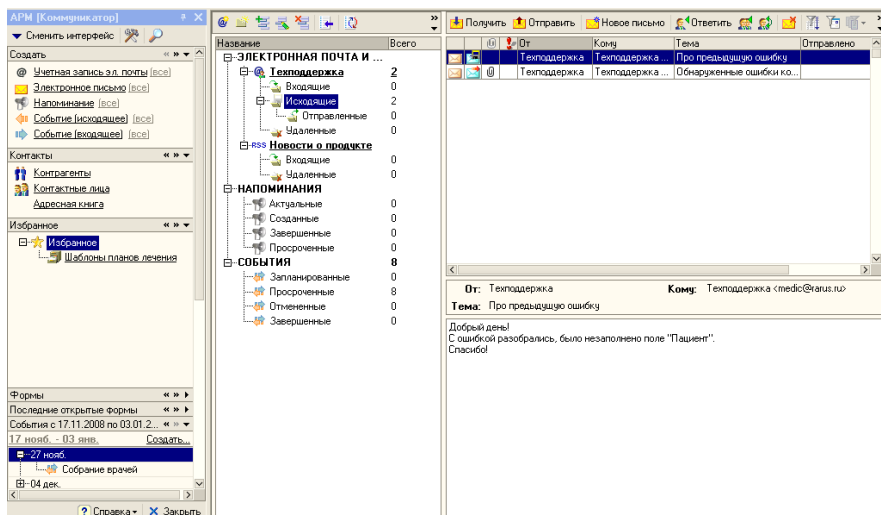 АРМ [Коммуникатор]
Сменить интерфейс
Создать
Учетная запись эл. почты [все]
Электронное письмо [все]
Напоминание [все]
Событие (исходящее) [все]
Событие (входящее) [все]
Контакты
Контрагенты
Контактные лица
Адресная книга
Избранное
Избранное
Шаблоны планов лечения
Формы
Последние открытые формы
События с 17.11.2008 по 03.01.2...
17 нояб. - 03 янв. Создать...
27 нояб.
Собрание врачей
04 дек.
? Справка Закрыть
Название Всего
ЭЛЕКТРОННАЯ ПОЧТА И ...
Техподдержка 2
Входящие 0
Исходящие 2
Отправленные 0
Удаленные 0
RSS Новости о продукте
Входящие 0
Удаленные 0
НАПОМИНАНИЯ
Актуальные 0
Созданные 0
Завершенные 0
Просроченные 0
СОБЫТИЯ 8
Запланированные 0
Просроченные 8
Отмененные 0
Завершенные 0
Получить Отправить Новое письмо Ответить
От Кому Тема Отправлено
Техподдержка Техподдержка ... Про предыдущую ошибку
Техподдержка Техподдержка ... Обнаруженные ошибки ко...
От: Техподдержка Кому: Техподдержка <medic@rarus.ru>
Тема: Про предыдущую ошибку
Добрый день!
С ошибкой разобрались, было незаполнено поле "Пациент".
Спасибо!